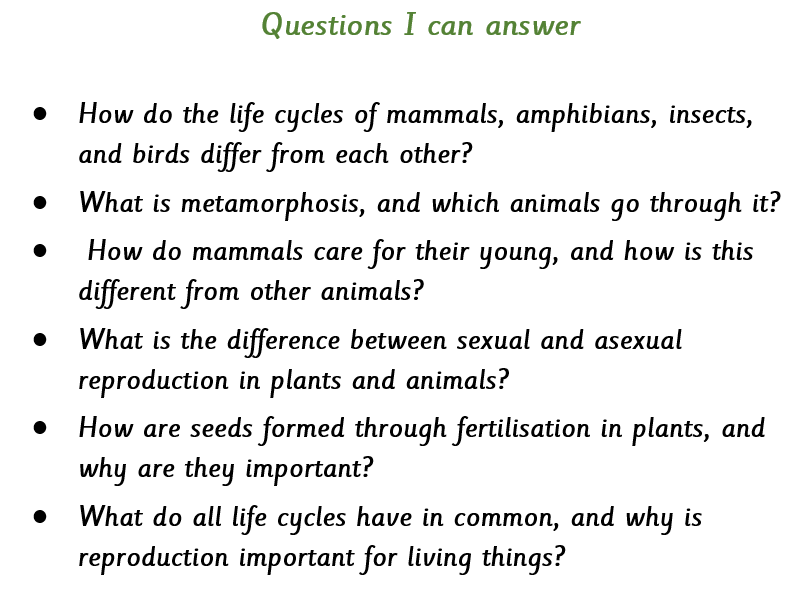 Questions I can answer
● How do the life cycles of mammals, amphibians, insects,
and birds differ from each other?
● What is metamorphosis, and which animals go through it?
● How do mammals care for their young, and how is this
different from other animals?
● What is the difference between sexual and asexual
reproduction in plants and animals?
● How are seeds formed through fertilisation in plants, and
why are they important?
● What do all life cycles have in common, and why is
reproduction important for living things?